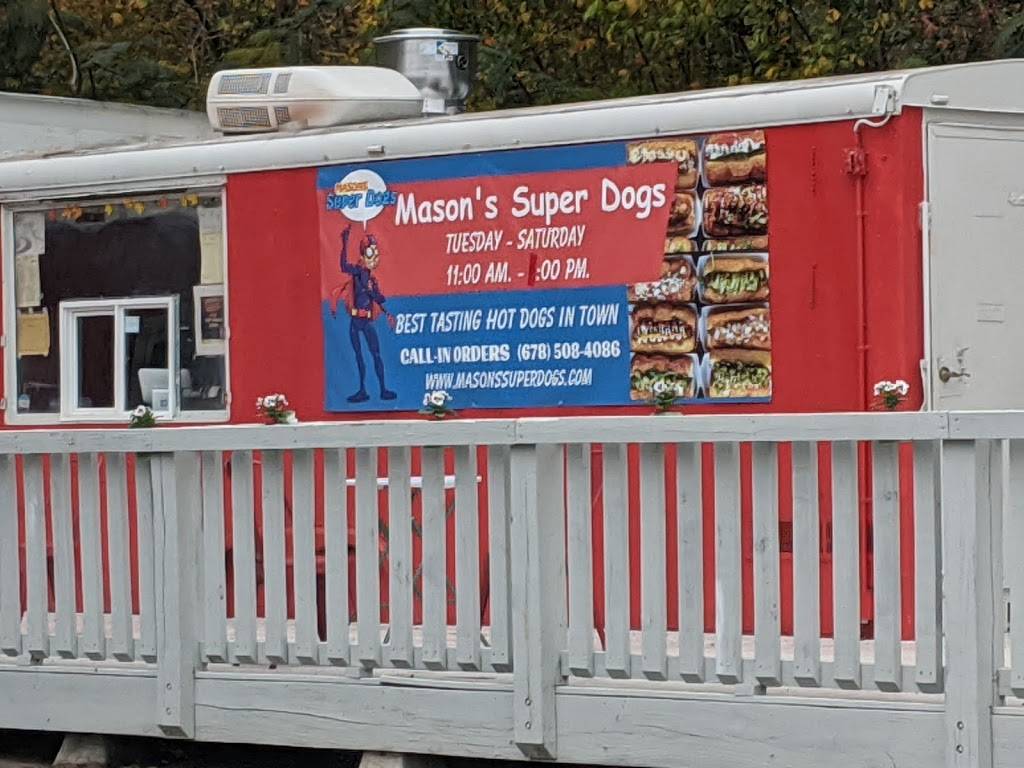 MASON'S
Super Dogs
Mason's Super Dogs
TUESDAY - SATURDAY
11:00 AM. - :00 PM.
BEST TASTING HOT DOGS IN TOWN
CALL-IN ORDERS (678) 508-4086
WWW.MASONSSUPERDOGS.COM